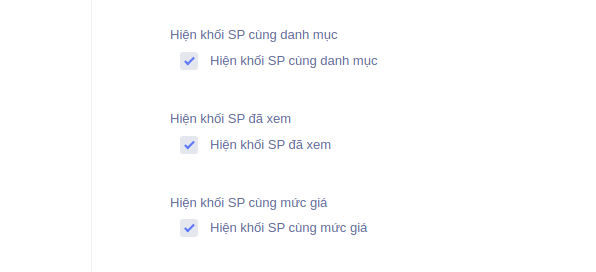 Hiện khối SP cùng danh mục
Hiện khối SP cùng danh mục
Hiện khối SP đã xem
Hiện khối SP đã xem
Hiện khối SP cùng mức giá
Hiện khối SP cùng mức giá